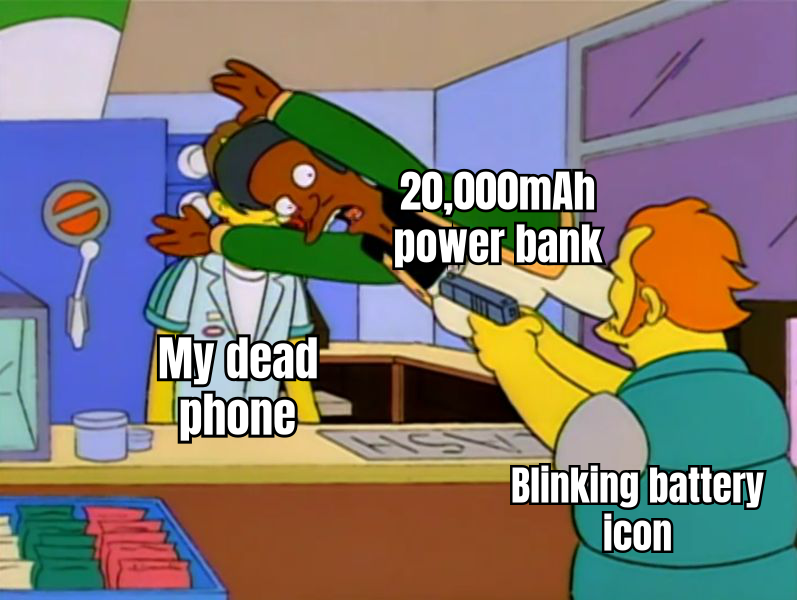 20,000mAh
power bank
My dead
phone
Blinking battery
icon